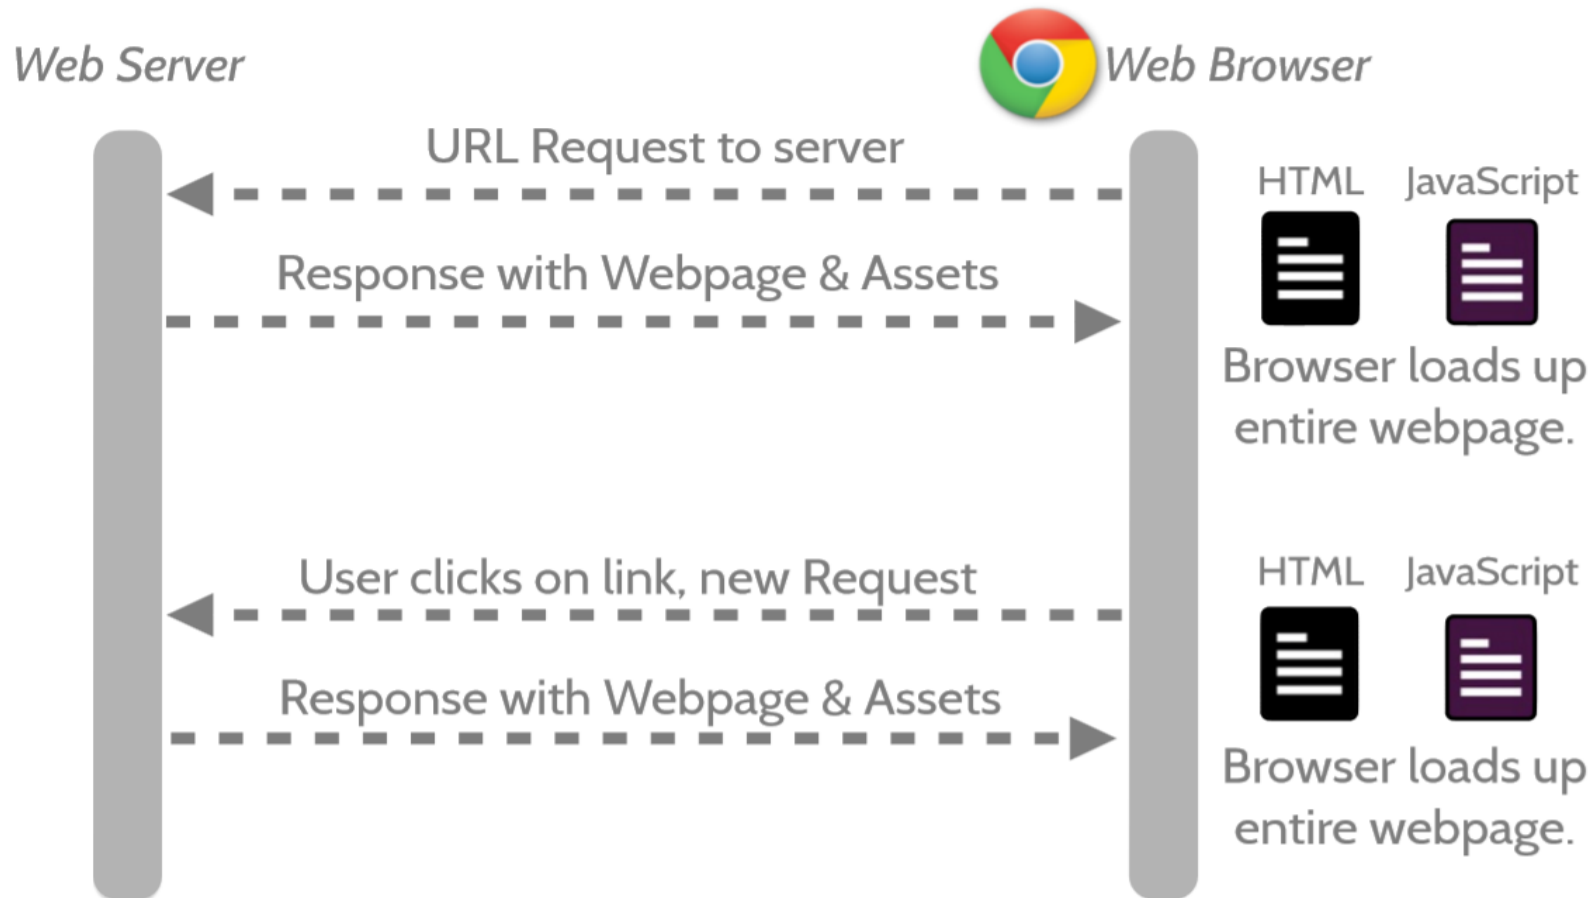 Web Server
Web Browser
URL Request to server
HTML
JavaScript
Response with Webpage & Assets
Browser loads up
entire webpage.
User clicks on link, new Request
HTML
JavaScript
Response with Webpage & Assets
Browser loads up
entire webpage.